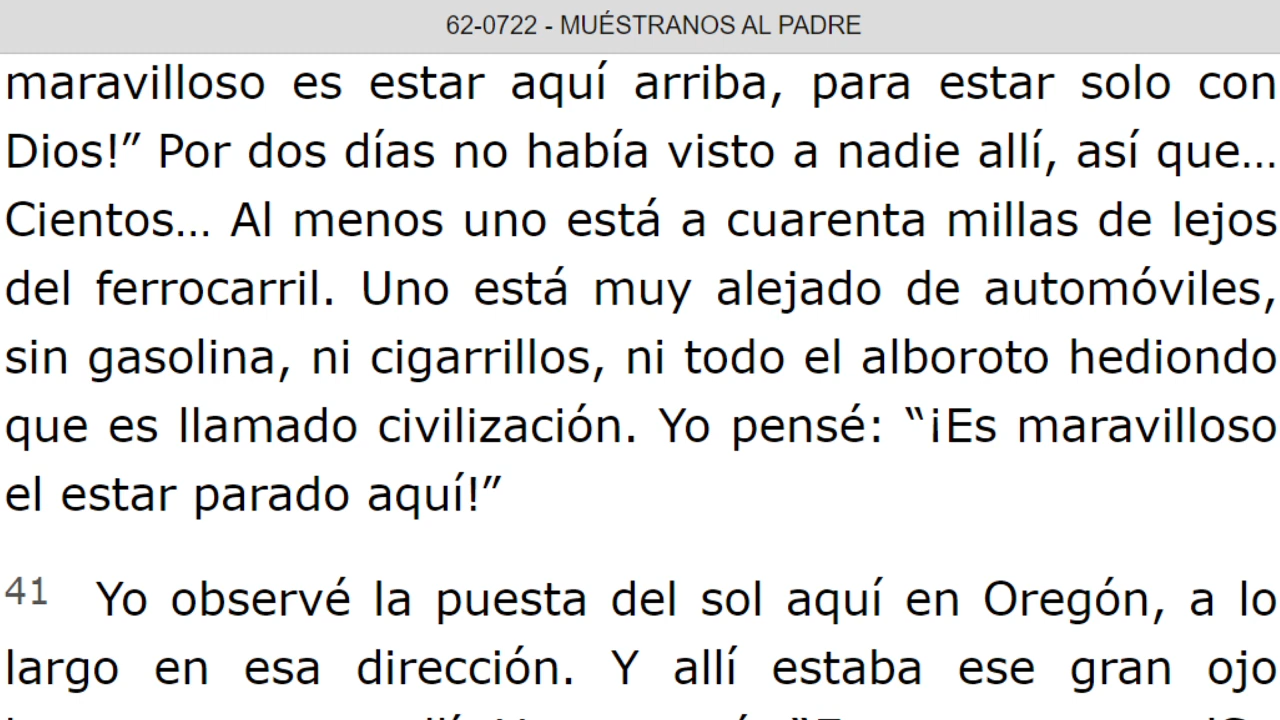 62-0722 - MUÉSTRANOS AL PADRE
maravilloso es estar aquí arriba, para estar solo con
Dios!” Por dos días no había visto a nadie allí, así que…
Cientos… Al menos uno está a cuarenta millas de lejos
del ferrocarril. Uno está muy alejado de automóviles,
sin gasolina, ni cigarrillos, ni todo el alboroto hediondo
que es llamado civilización. Yo pensé: “¡Es maravilloso
el estar parado aquí!”
41 Yo observé la puesta del sol aquí en Oregón, a lo
largo en esa dirección. Y allí estaba ese gran ojo